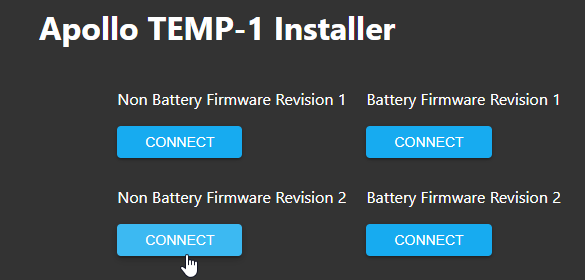 Apollo TEMP-1 Installer
Non Battery Firmware Revision 1
Battery Firmware Revision 1
CONNECT
CONNECT
Non Battery Firmware Revision 2
Battery Firmware Revision 2
CONNECT
CONNECT